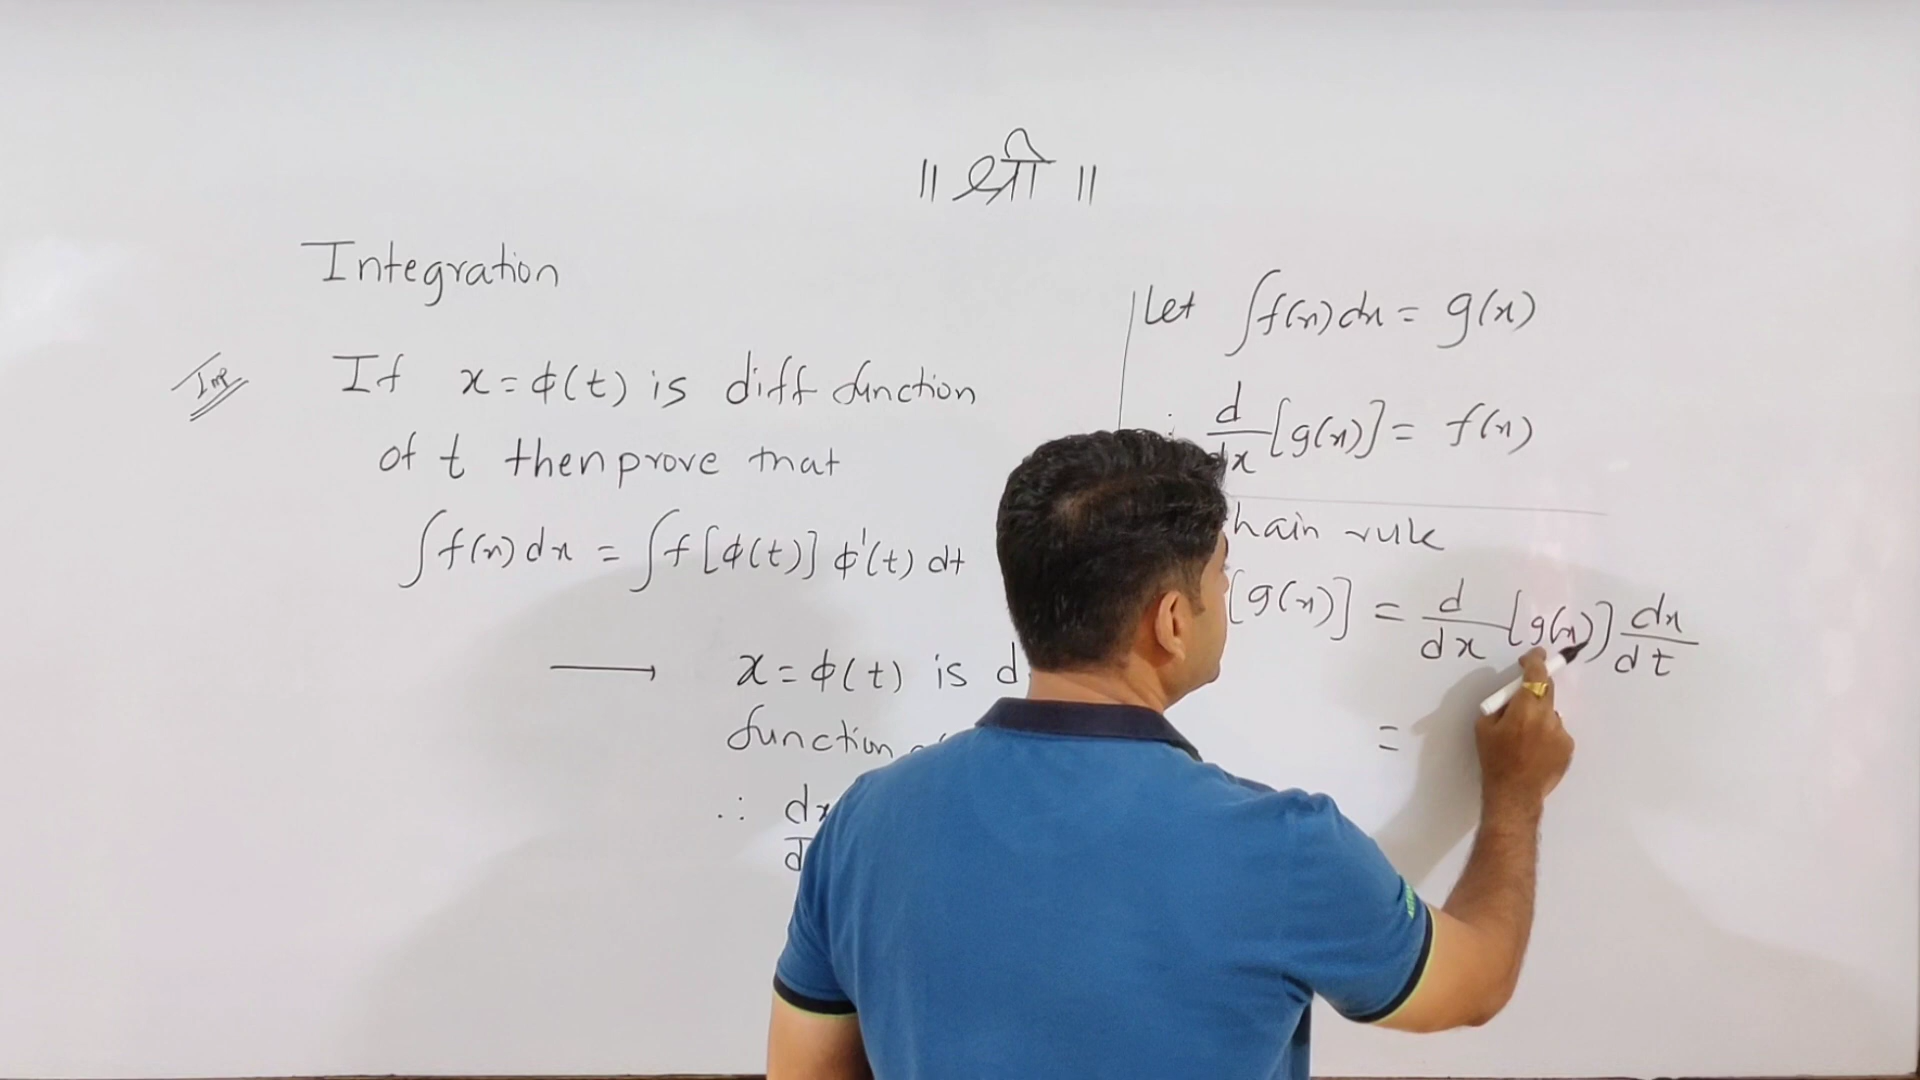 ॥ श्री ॥
Integration
Imp If x = ϕ(t) is diff function
of t then prove that
∫f(x) dx = ∫f [ϕ(t)] ϕ'(t) dt
→ x = ϕ(t) is
function
∴ dx
Let ∫f(x) dx = g(x)
d/dx [g(x)] = f(x)
rule
[g(x)] = d/dx [g(x)] dx/dt
=